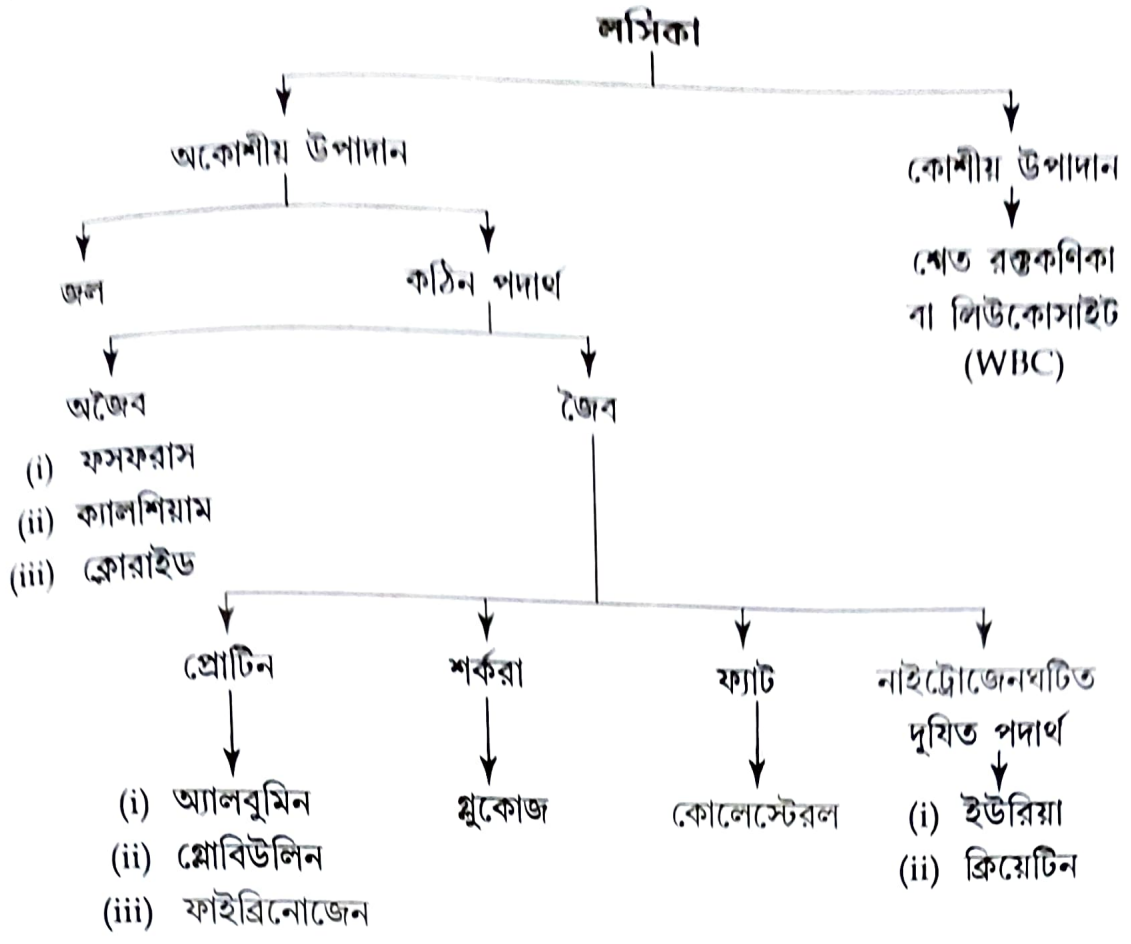 লসিকা
অকোশীয় উপাদান
কোশীয় উপাদান
জল
কঠিন পদার্থ
শ্বেত রক্তকণিকা
বা লিউকোসাইট
(WBC)
অজৈব
জৈব
(i) ফসফরাস
(ii) ক্যালশিয়াম
(iii) ক্লোরাইড
প্রোটিন
শর্করা
ফ্যাট
নাইট্রোজেনঘটিত
দূষিত পদার্থ
(i) অ্যালবুমিন
(ii) গ্লোবিউলিন
(iii) ফাইব্রিনোজেন
গ্লুকোজ
কোলেস্টেরল
(i) ইউরিয়া
(ii) ক্রিয়েটিন